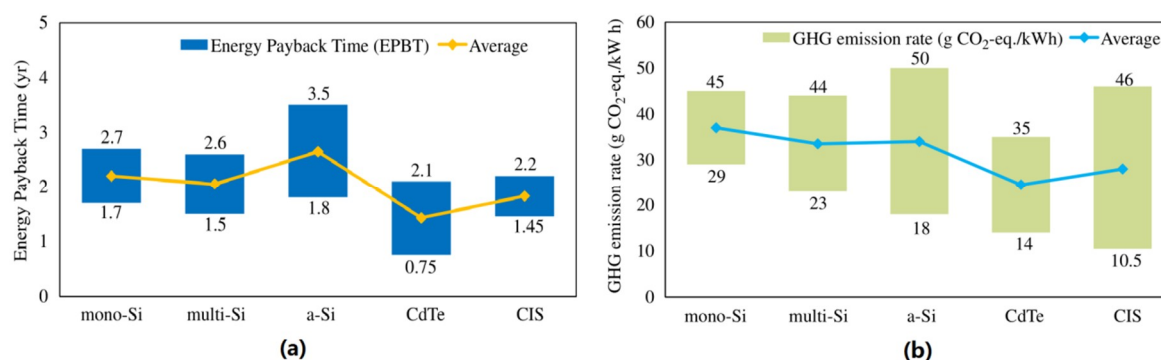 Energy Payback Time (yr)
5
4
3
2
1
0
Energy Payback Time (EPBT)
Average
2.7
1.7
2.6
1.5
3.5
1.8
2.1
0.75
2.2
1.45
mono-Si
multi-Si
a-Si
CdTe
CIS
(a)
GHG emission rate (g CO₂-eq./kW h)
60
50
40
30
20
10
0
GHG emission rate (g CO₂-eq./kWh)
Average
45
29
44
23
50
18
35
14
46
10.5
mono-Si
multi-Si
a-Si
CdTe
CIS
(b)